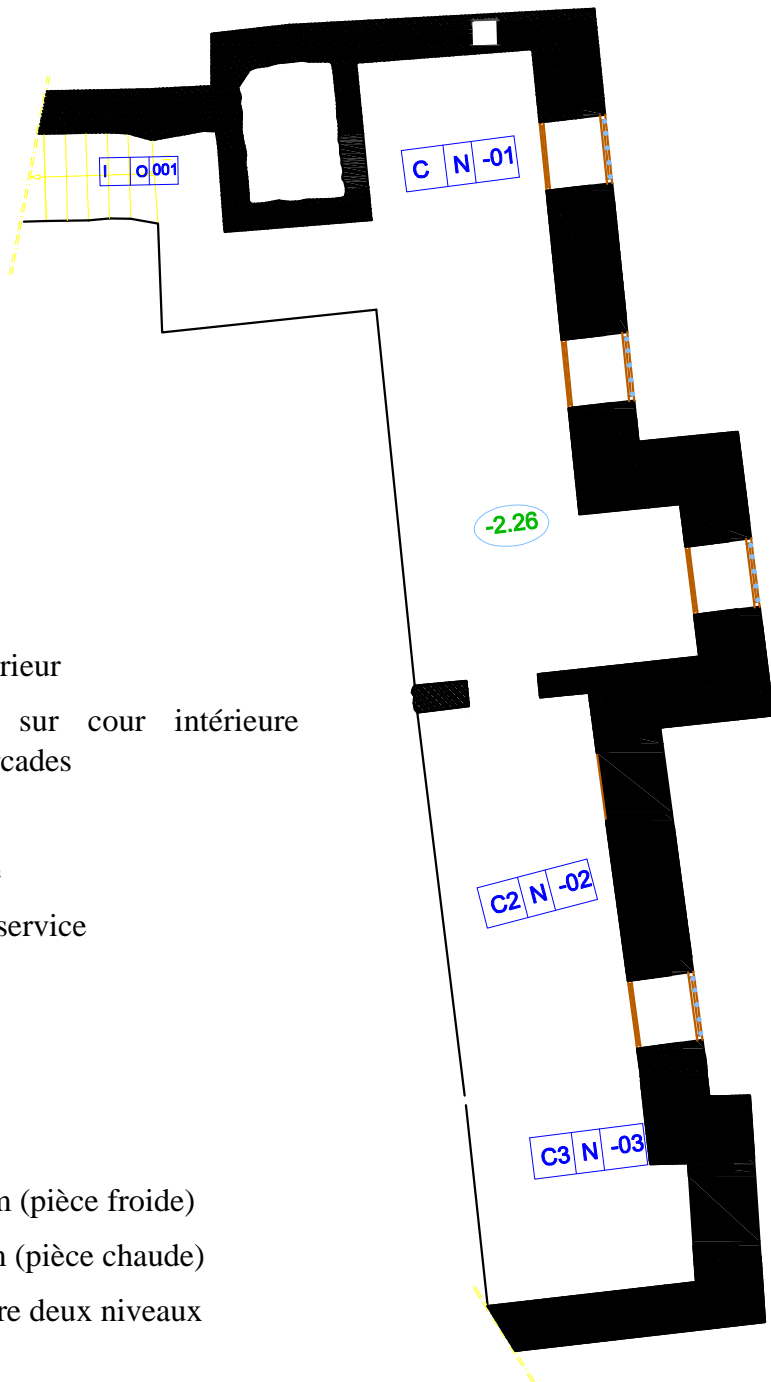 I O 001
C N -01
-2.26
rieur
sur cour intérieure
cades
service
C2 N -02
C3 N -03
(pièce froide)
(pièce chaude)
re deux niveaux